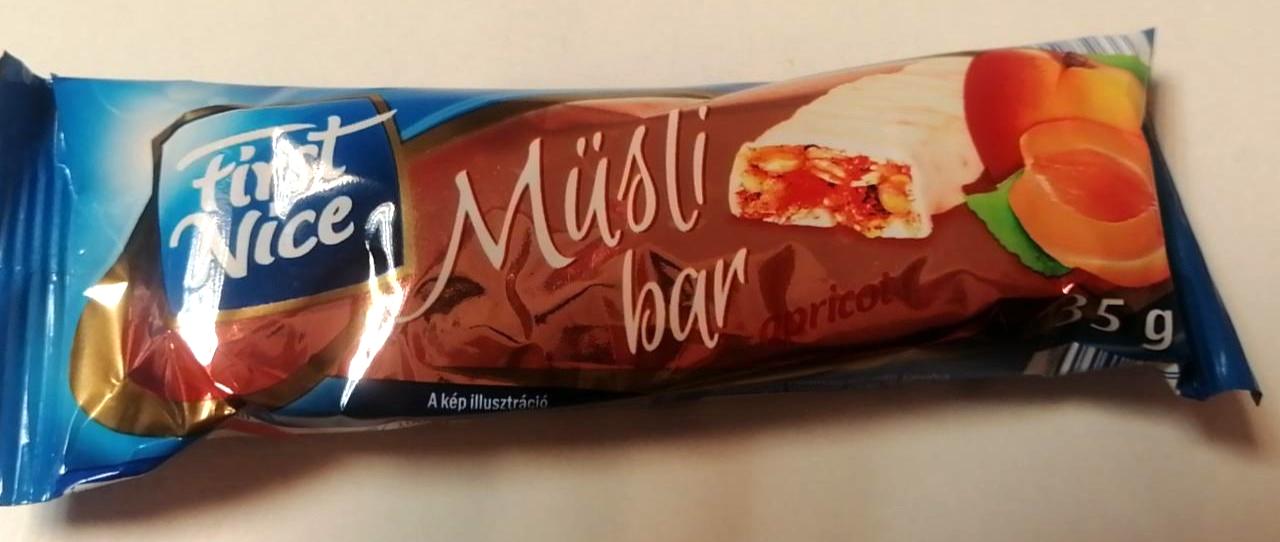 First
Nice
Müsli
bar
apricot
35 g
A kép illusztráció